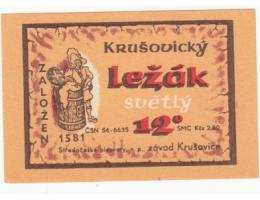 Krušovický
Ležák
světlý
12°
ZALOŽEN
1581
ČSN 56-6635
SMC Kčs 2.80
Středočeské pivovary, n. p., závod Krušovice